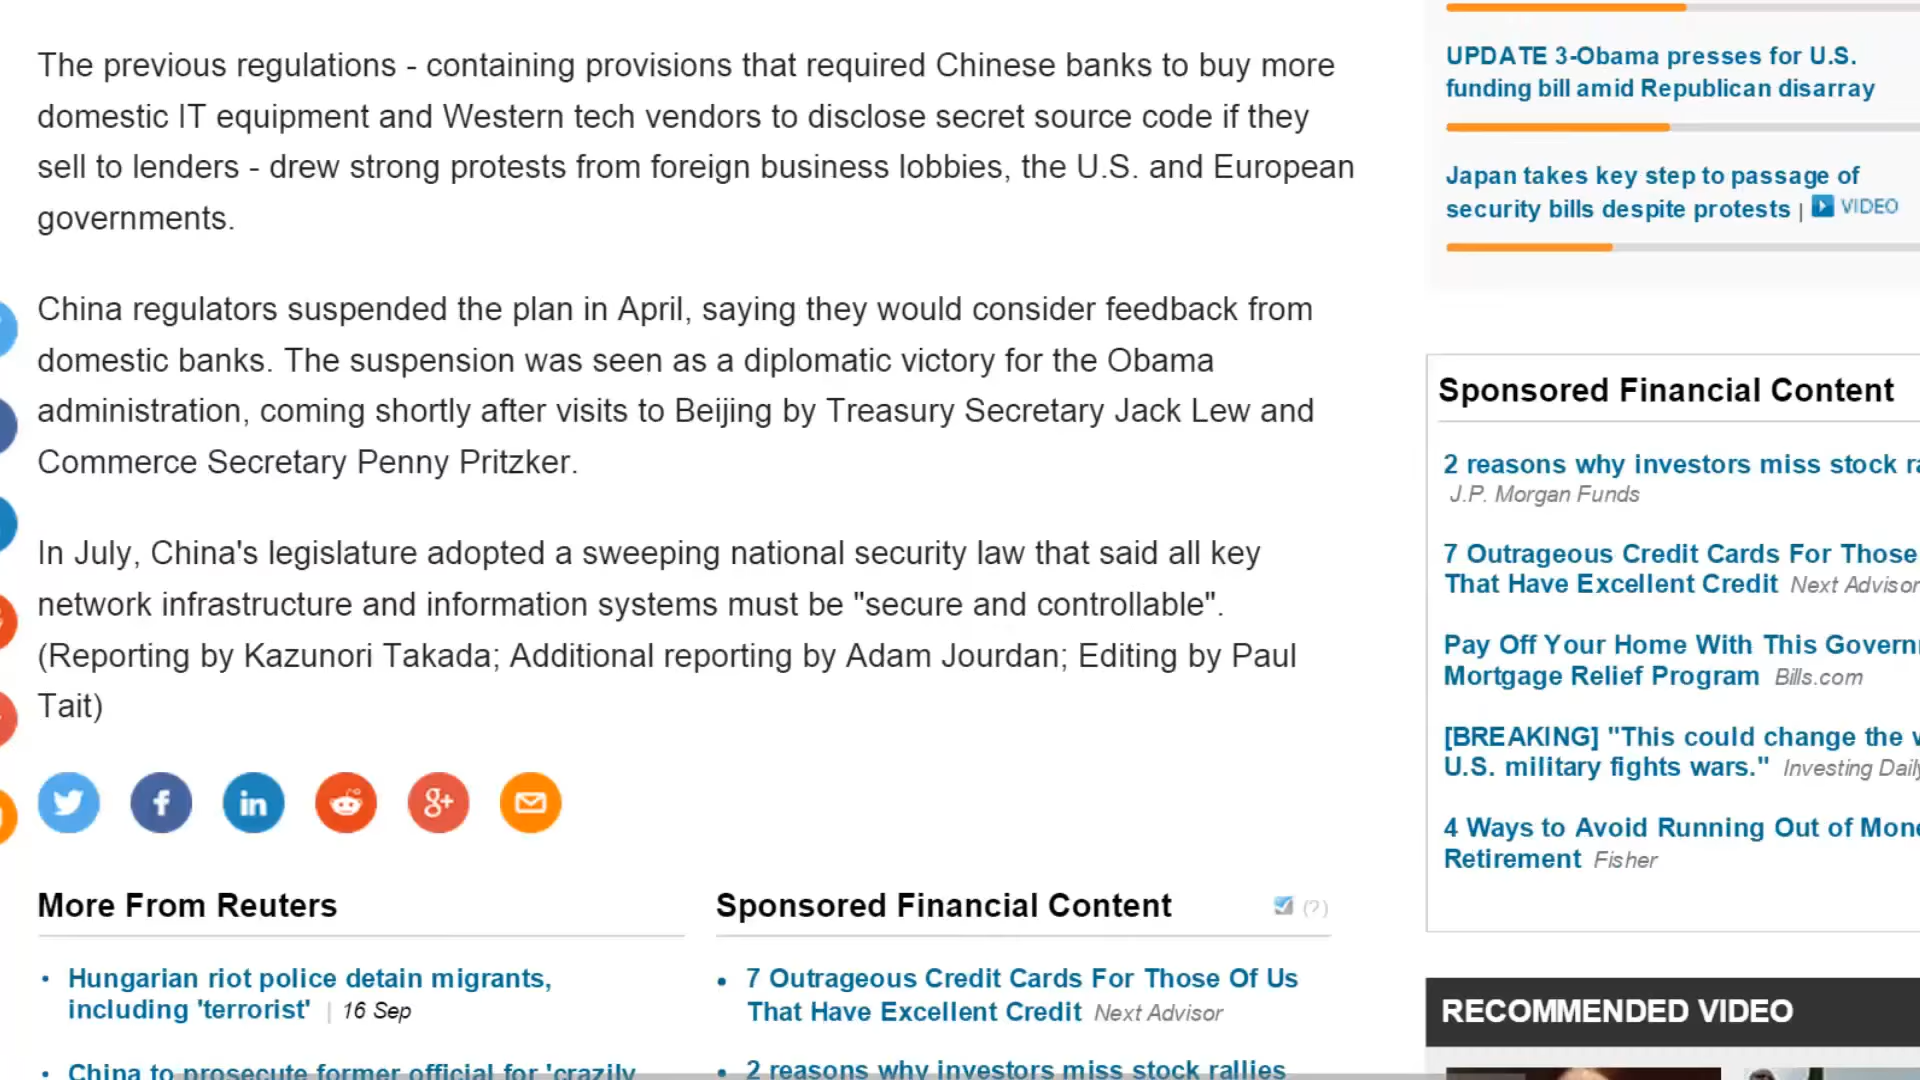 The previous regulations - containing provisions that required Chinese banks to buy more
domestic IT equipment and Western tech vendors to disclose secret source code if they
sell to lenders - drew strong protests from foreign business lobbies, the U.S. and European
governments.
China regulators suspended the plan in April, saying they would consider feedback from
domestic banks. The suspension was seen as a diplomatic victory for the Obama
administration, coming shortly after visits to Beijing by Treasury Secretary Jack Lew and
Commerce Secretary Penny Pritzker.
In July, China's legislature adopted a sweeping national security law that said all key
network infrastructure and information systems must be "secure and controllable".
(Reporting by Kazunori Takada; Additional reporting by Adam Jourdan; Editing by Paul
Tait)
f
in
g+
More From Reuters
• Hungarian riot police detain migrants,
including 'terrorist' | 16 Sep
• China to prosecute former official for 'crazily
Sponsored Financial Content
(?)
• 7 Outrageous Credit Cards For Those Of Us
That Have Excellent Credit Next Advisor
• 2 reasons why investors miss stock rallies
UPDATE 3-Obama presses for U.S.
funding bill amid Republican disarray
Japan takes key step to passage of
security bills despite protests | VIDEO
Sponsored Financial Content
2 reasons why investors miss stock
J.P. Morgan Funds
7 Outrageous Credit Cards For Those
That Have Excellent Credit Next Advisor
Pay Off Your Home With This
Mortgage Relief Program Bills.com
[BREAKING] "This could change the
U.S. military fights wars." Investing
4 Ways to Avoid Running Out of
Retirement Fisher
RECOMMENDED VIDEO